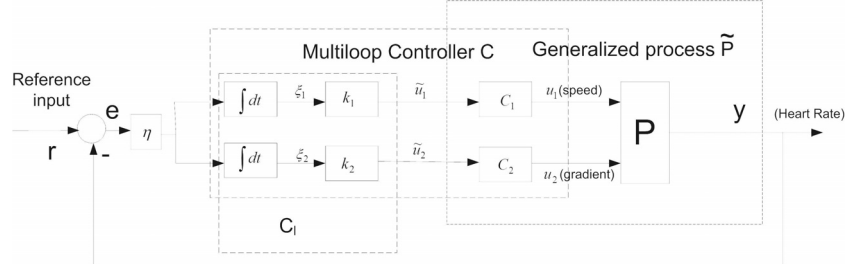 Multiloop Controller C
Generalized process P̃
Reference
input
e
r
-
η
∫dt
ξ₁
k₁
ũ₁
C₁
u₁(speed)
∫dt
ξ₂
k₂
ũ₂
C₂
u₂(gradient)
P
y
(Heart Rate)
Cₗ